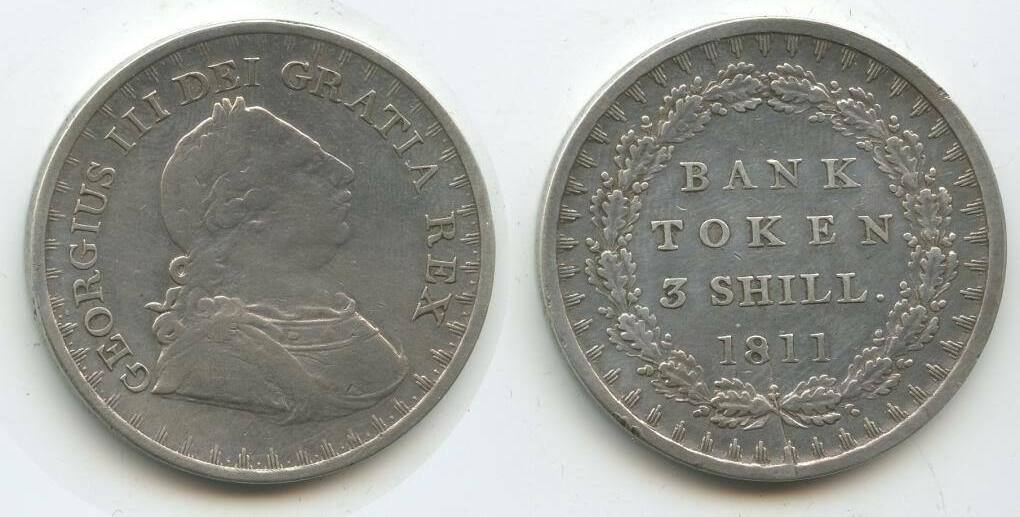 GEORGIUS III DEI GRATIA REX
BANK
TOKEN
3 SHILL.
1811